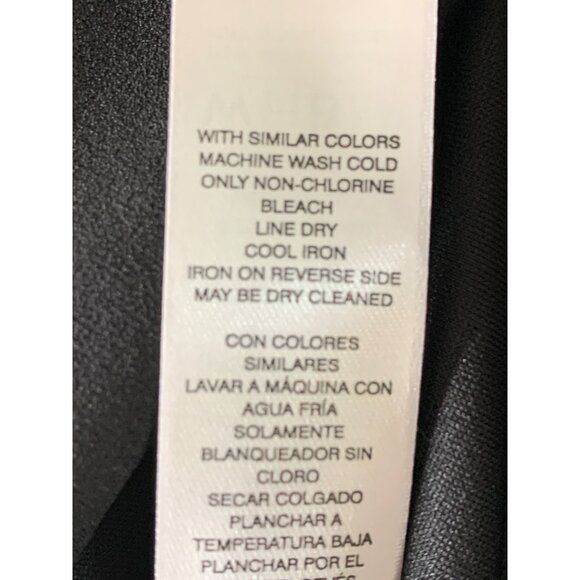 WITH SIMILAR COLORS
MACHINE WASH COLD
ONLY NON-CHLORINE
BLEACH
LINE DRY
COOL IRON
IRON ON REVERSE SIDE
MAY BE DRY CLEANED
CON COLORES
SIMILARES
LAVAR A MÁQUINA CON
AGUA FRÍA
SOLAMENTE
BLANQUEADOR SIN
CLORO
SECAR COLGADO
PLANCHAR A
TEMPERATURA BAJA
PLANCHAR POR EL